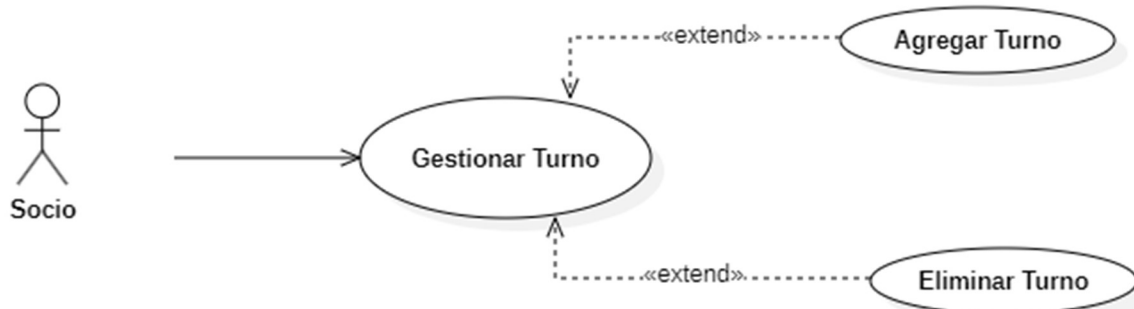 «extend»
Agregar Turno
Gestionar Turno
Socio
«extend»
Eliminar Turno